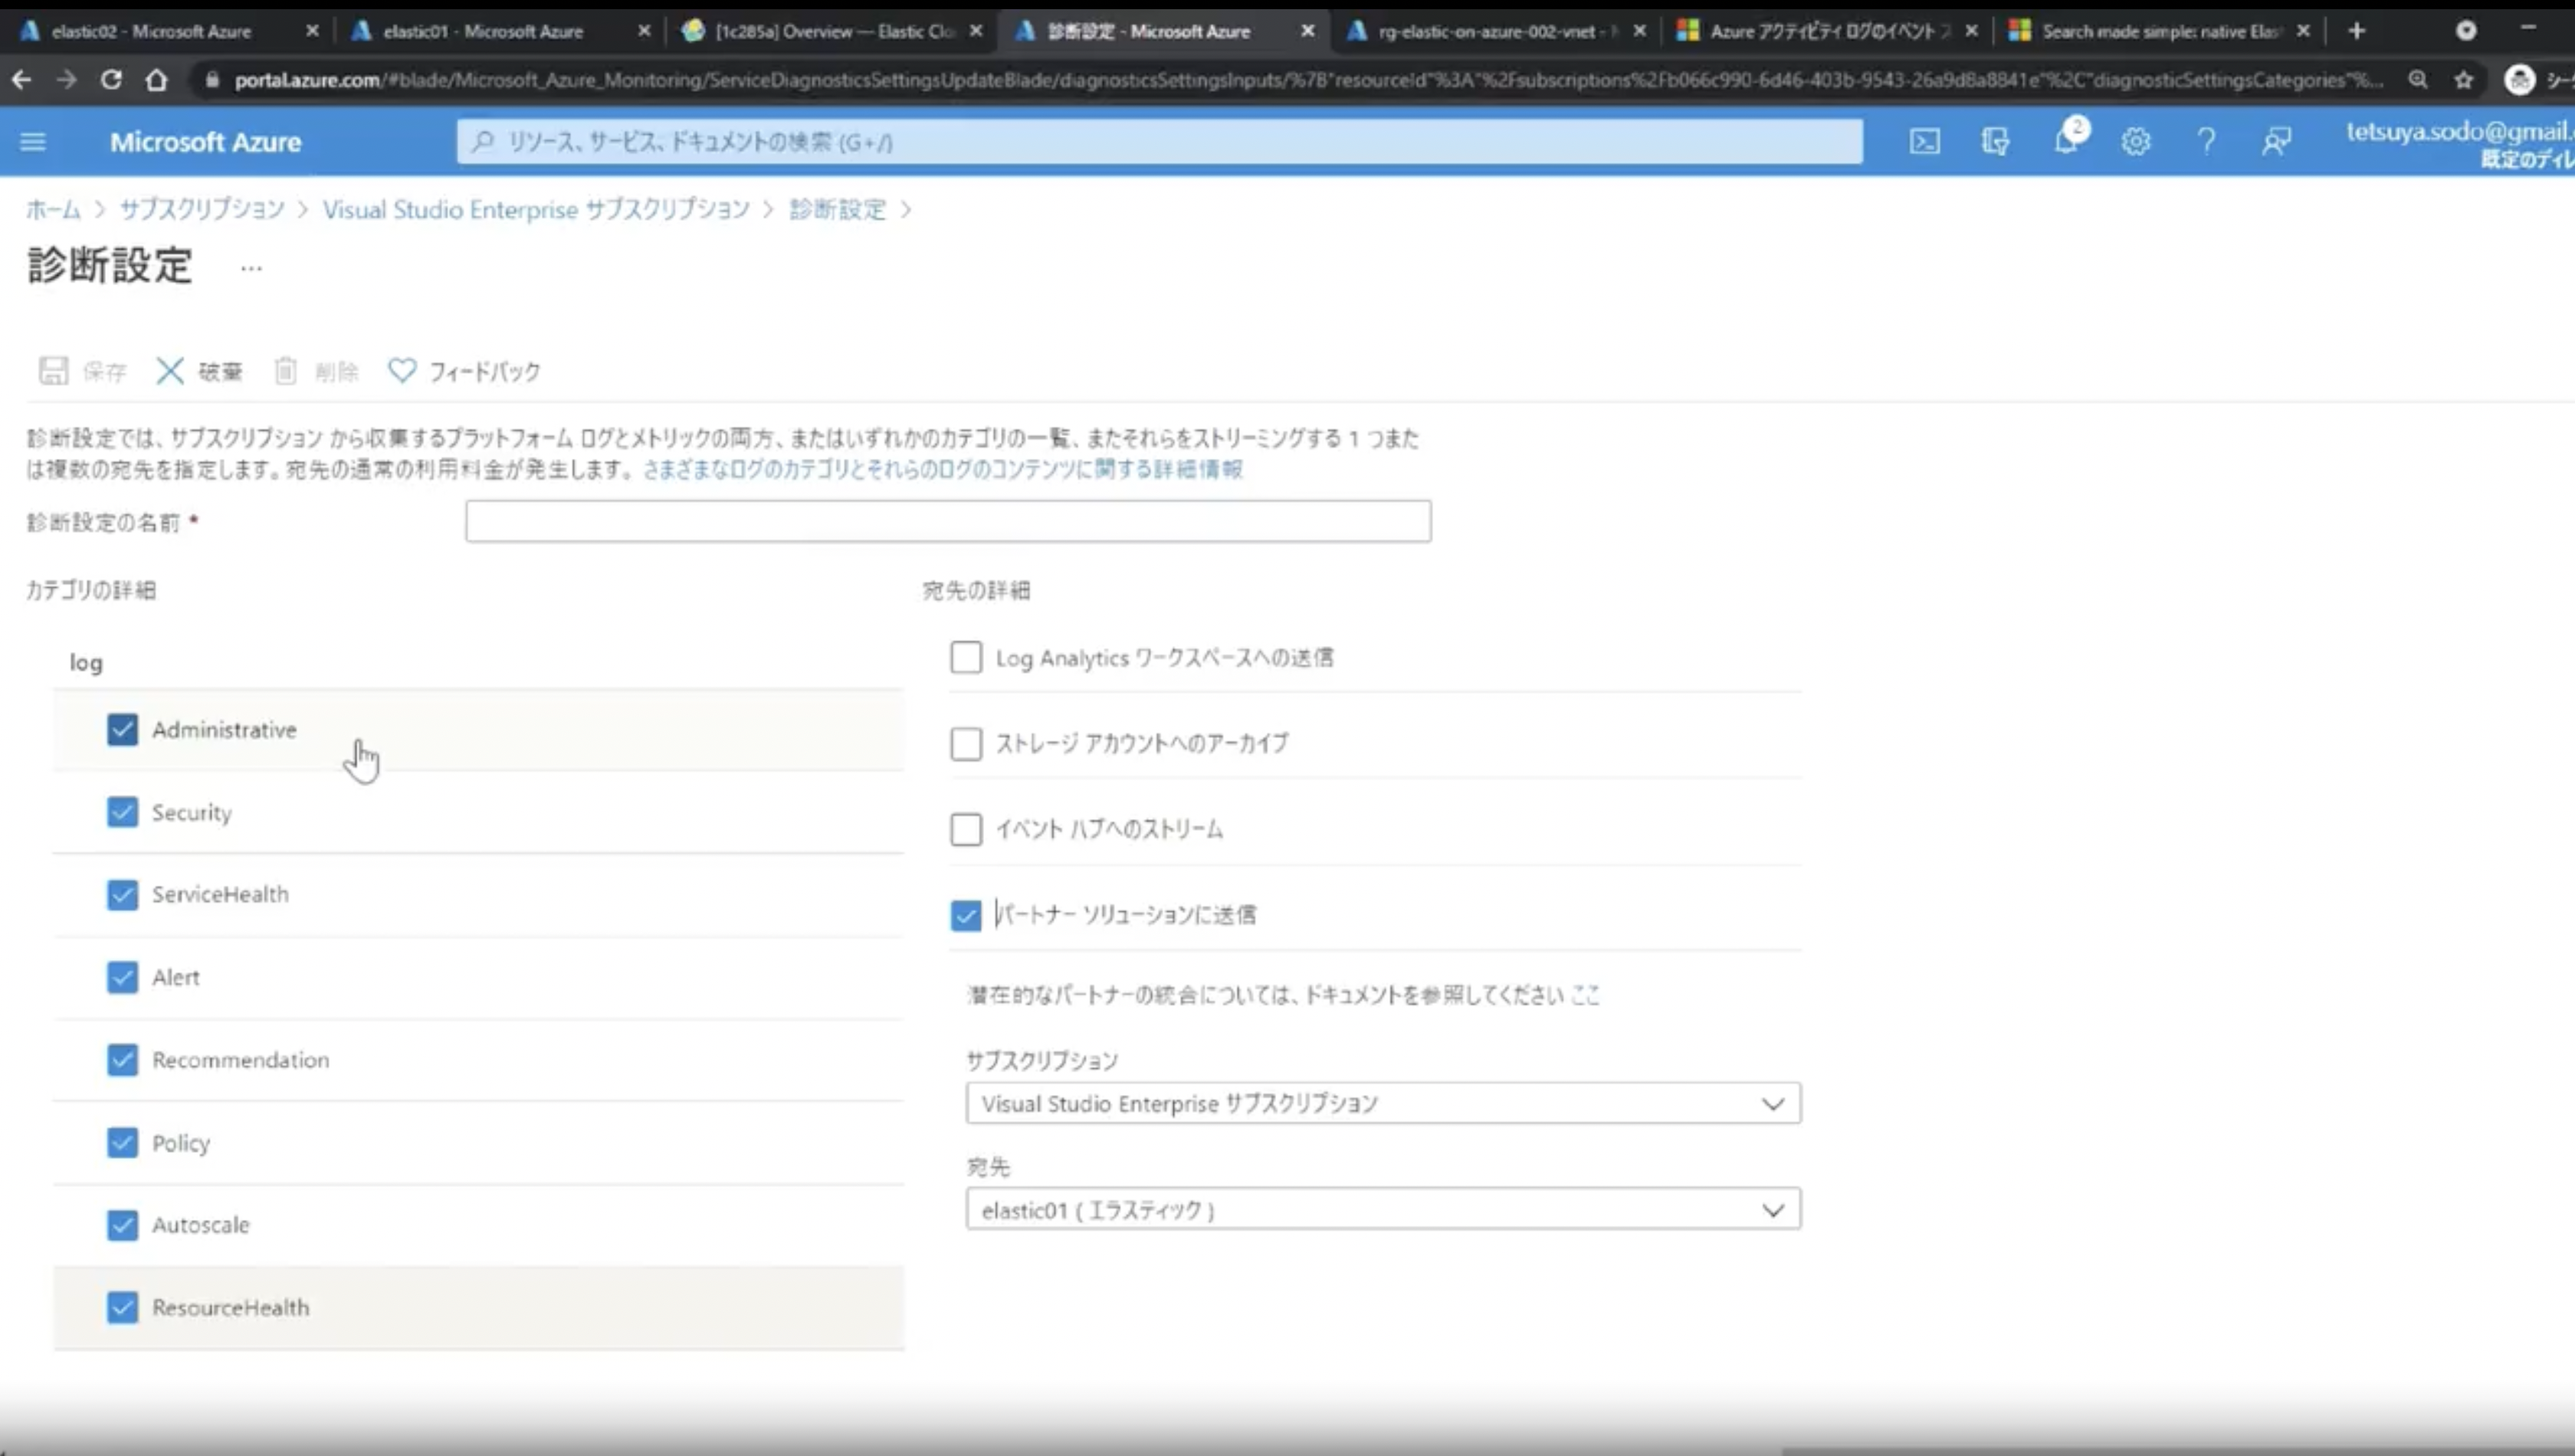 elastic02 - Microsoft Azure
elastic01 - Microsoft Azure
[1c285a] Overview — Elastic Clo
診断設定 - Microsoft Azure
rg-elastic-on-azure-002-vnet -
Azure アクティビティ ログのイベント
Search made simple: native Elas
portal.azure.com/#blade/Microsoft_Azure_Monitoring/ServiceDiagnosticsSettingsUpdateBlade/diagnosticsSettingsInputs/%7B"resourceId"%3A"%2Fsubscriptions%2Fb066c990-6d46-403b-9543-26a9d8a8841e"%2C"diagnosticSettingsCategories"%...
Microsoft Azure
リソース、サービス、ドキュメントの検索 (G+/)
2
tetsuya.sodo@gmail.
既定のディレ
ホーム > サブスクリプション > Visual Studio Enterprise サブスクリプション > 診断設定 >
診断設定 ...
保存 破棄 削除 フィードバック
診断設定では、サブスクリプション から収集するプラットフォーム ログとメトリックの両方、またはいずれかのカテゴリの一覧、またそれらをストリーミングする 1 つまた
は複数の宛先を指定します。宛先の通常の利用料金が発生します。 さまざまなログのカテゴリとそれらのログのコンテンツに関する詳細情報
診断設定の名前 *
カテゴリの詳細
log
Administrative
Security
ServiceHealth
Alert
Recommendation
Policy
Autoscale
ResourceHealth
宛先の詳細
Log Analytics ワークスペースへの送信
ストレージ アカウントへのアーカイブ
イベント ハブへのストリーム
パートナー ソリューションに送信
潜在的なパートナーの統合については、ドキュメントを参照してください ここ
サブスクリプション
Visual Studio Enterprise サブスクリプション
宛先
elastic01 ( エラスティック )